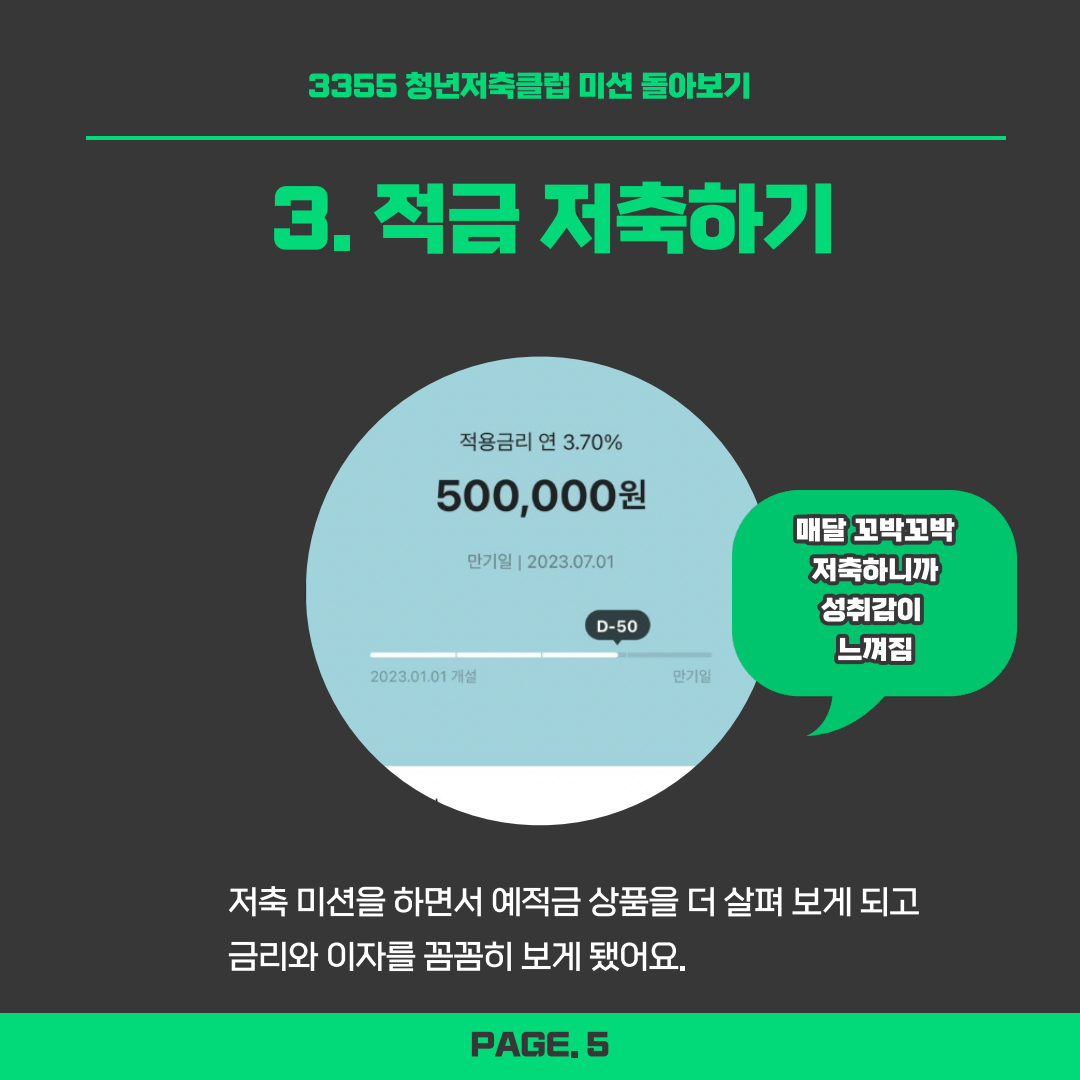 3355 청년저축클럽 미션 돌아보기
3. 적금 저축하기
적용금리 연 3.70%
500,000원
만기일 | 2023.07.01
D-50
2023.01.01 개설
만기일
매달 꼬박꼬박
저축하니까
성취감이
느껴짐
저축 미션을 하면서 예적금 상품을 더 살펴 보게 되고
금리와 이자를 꼼꼼히 보게 됐어요.
PAGE. 5